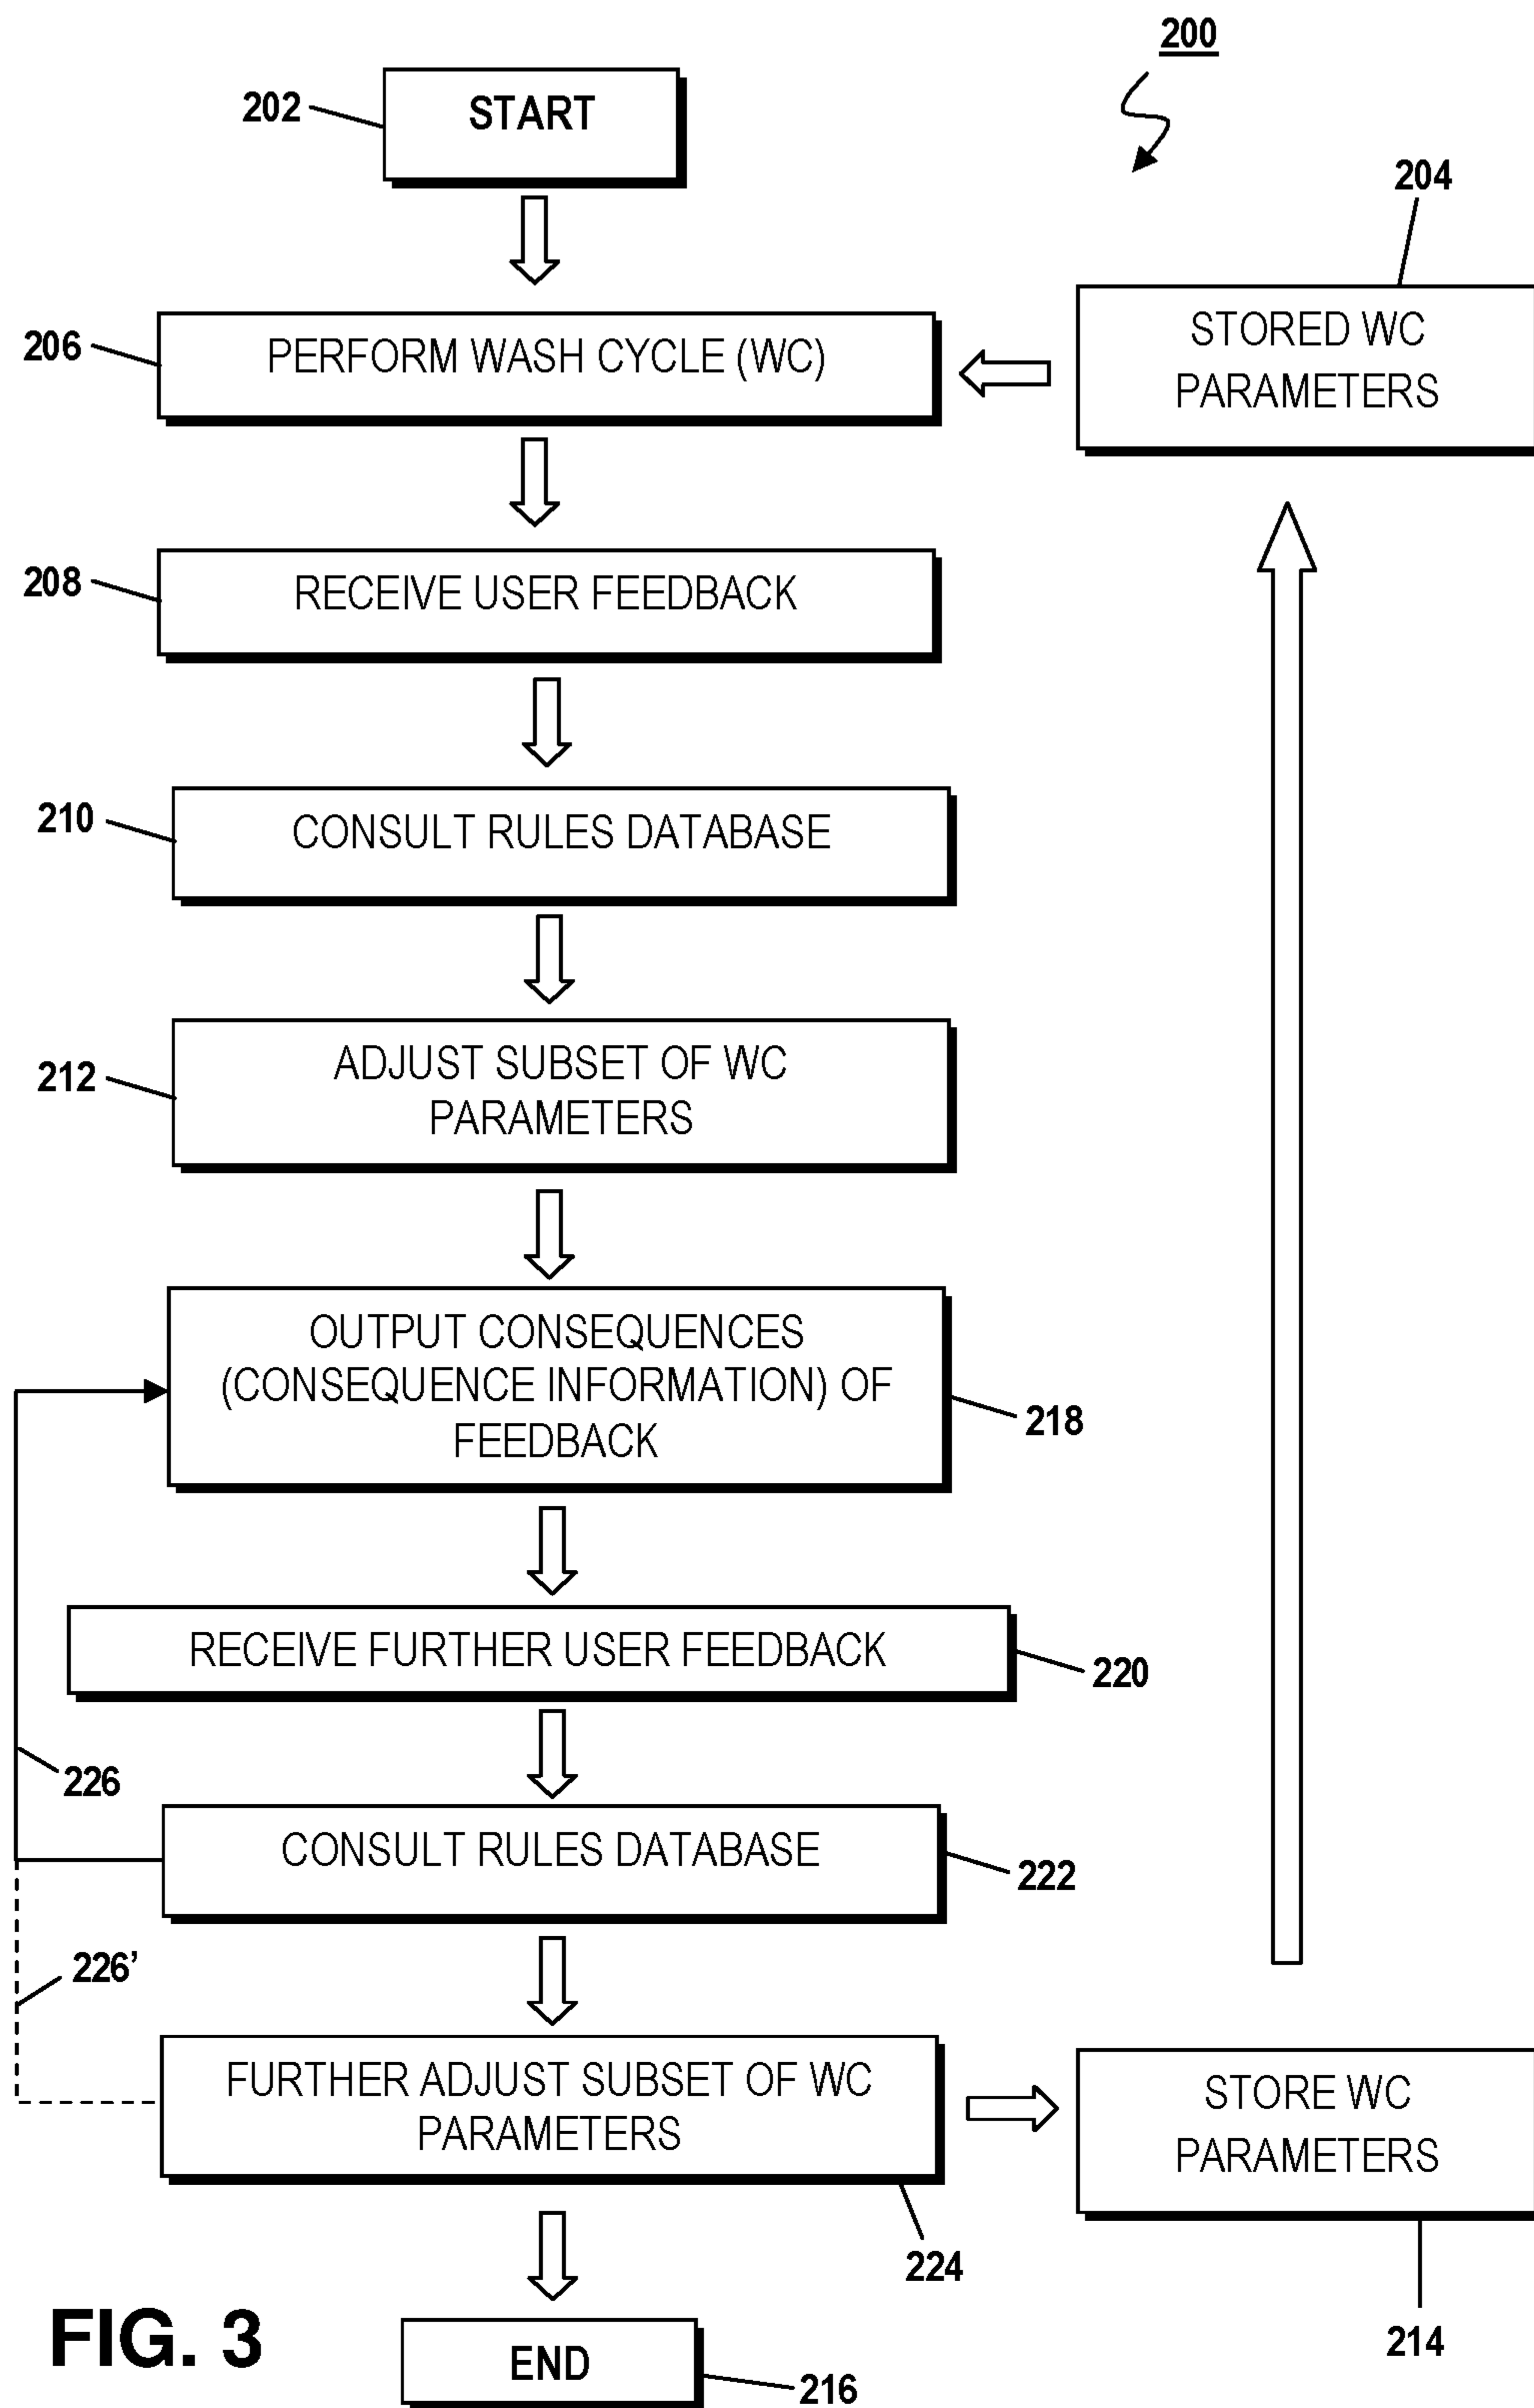 200
202
START
204
STORED WC
PARAMETERS
206
PERFORM WASH CYCLE (WC)
208
RECEIVE USER FEEDBACK
210
CONSULT RULES DATABASE
212
ADJUST SUBSET OF WC
PARAMETERS
OUTPUT CONSEQUENCES
(CONSEQUENCE INFORMATION) OF
FEEDBACK
218
RECEIVE FURTHER USER FEEDBACK
220
226
CONSULT RULES DATABASE
222
226’
FURTHER ADJUST SUBSET OF WC
PARAMETERS
224
STORE WC
PARAMETERS
214
END
216
FIG. 3